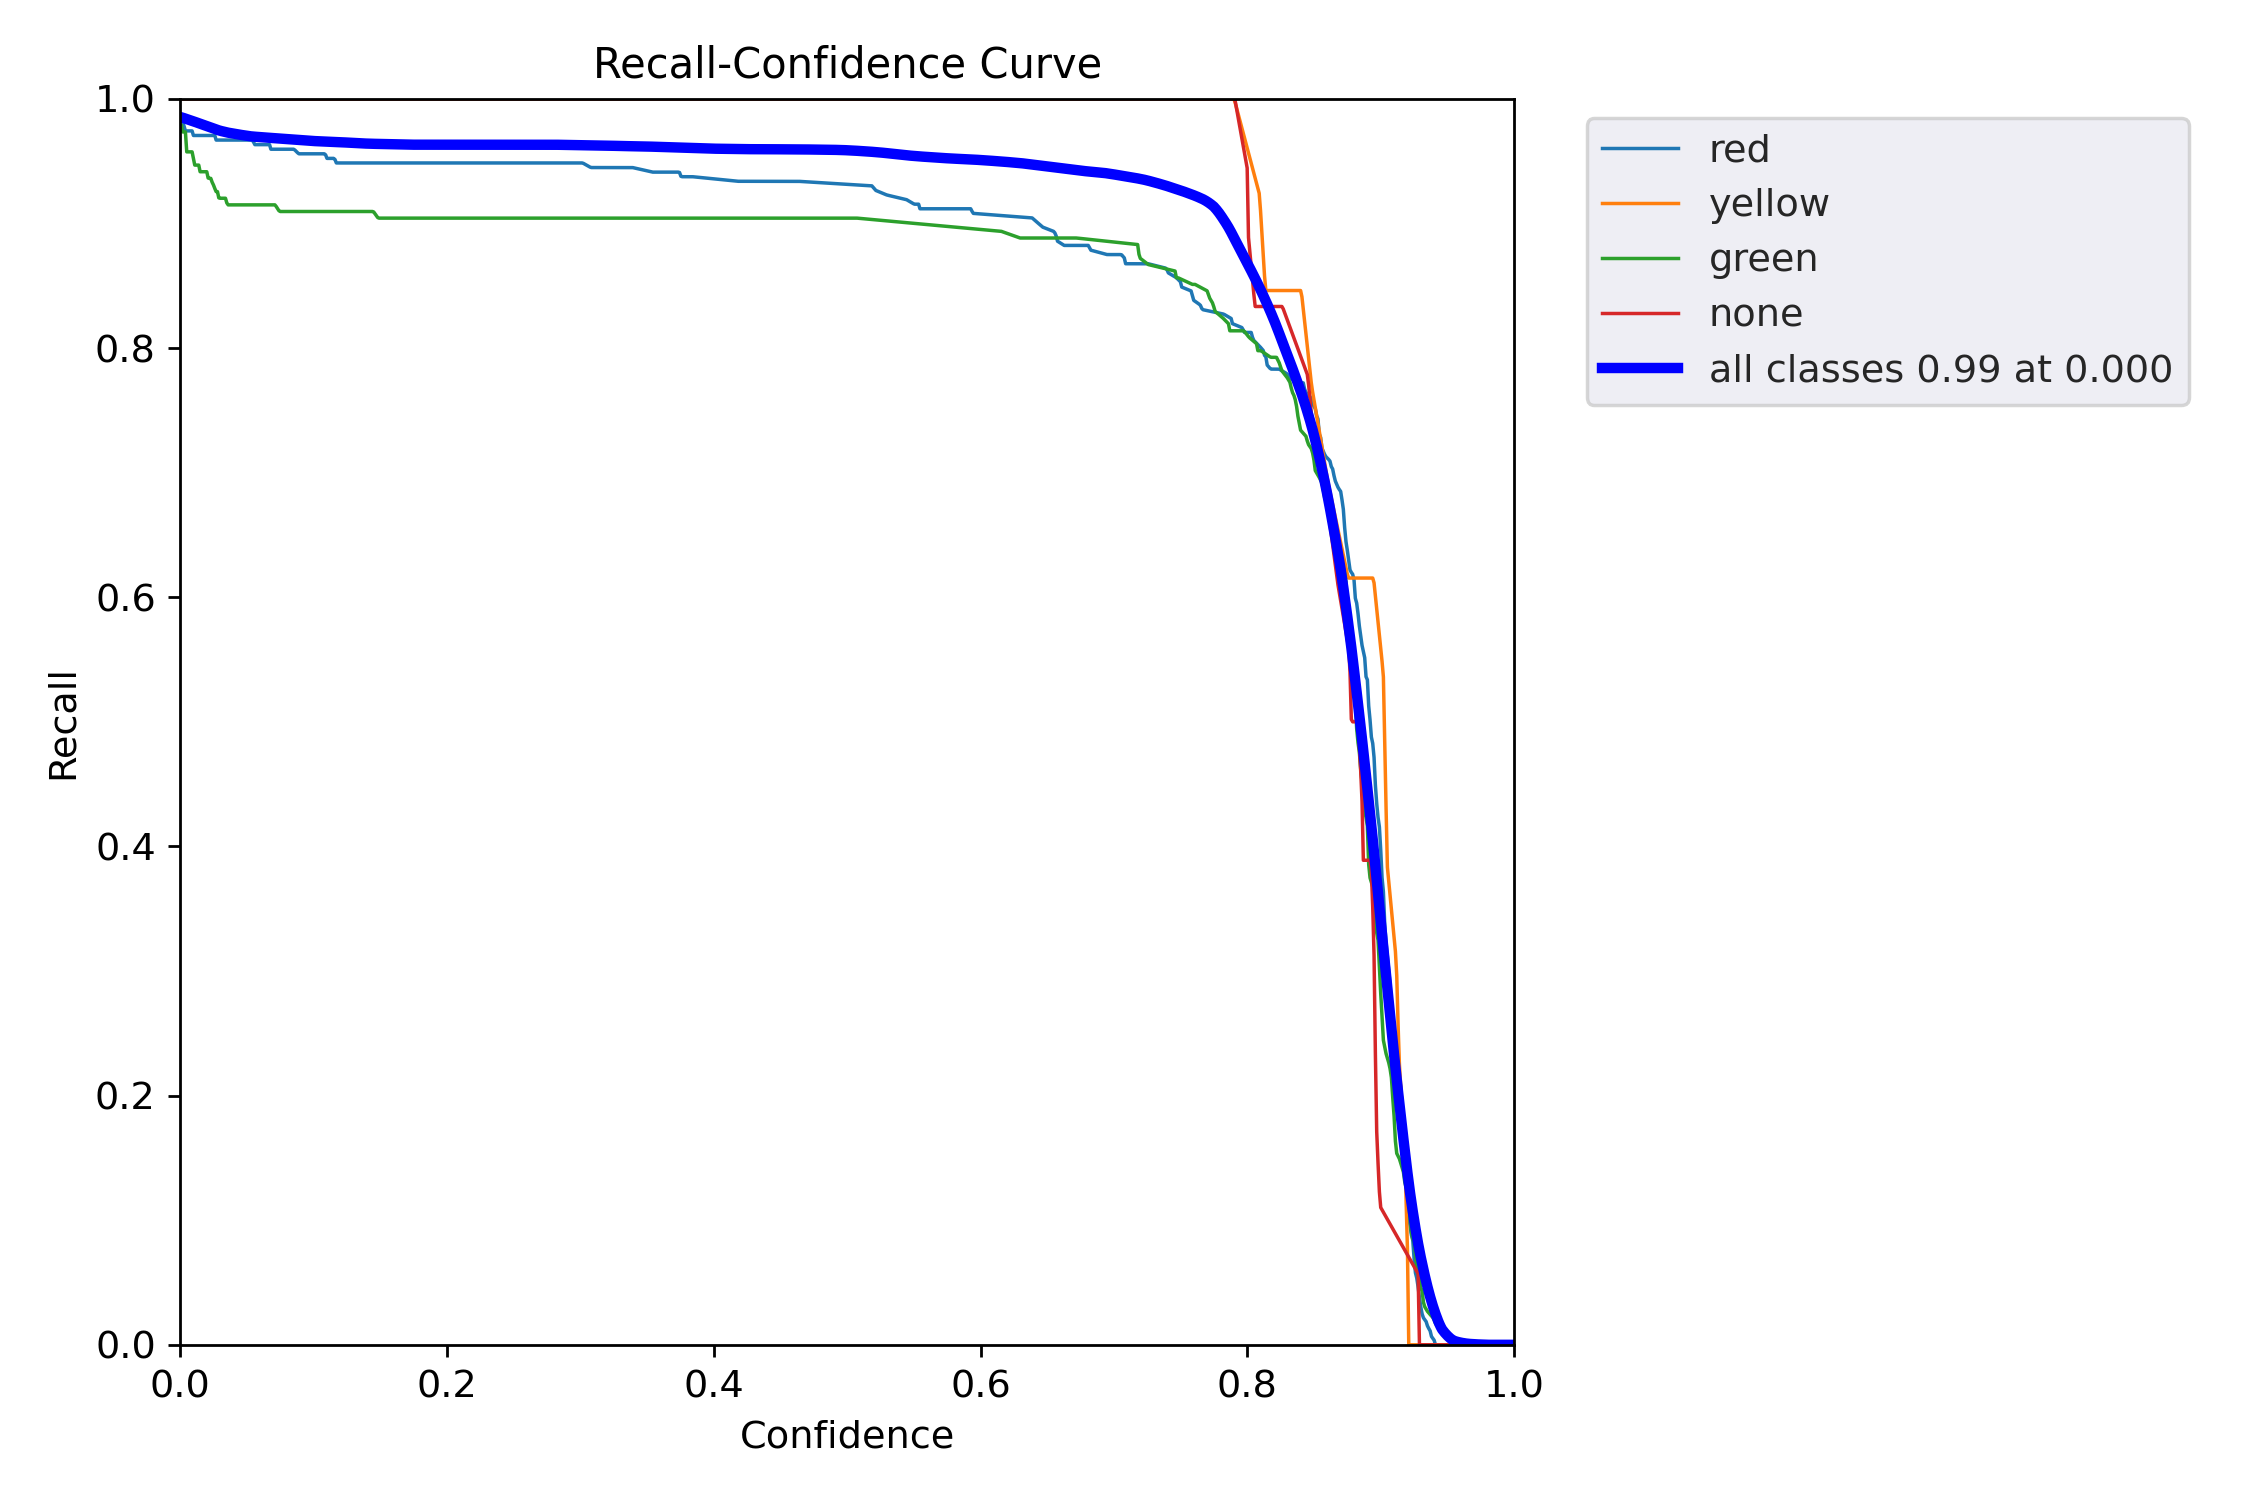 Recall-Confidence Curve
1.0
0.8
0.6
0.4
0.2
0.0
Recall
0.0 0.2 0.4 0.6 0.8 1.0
Confidence
red
yellow
green
none
all classes 0.99 at 0.000